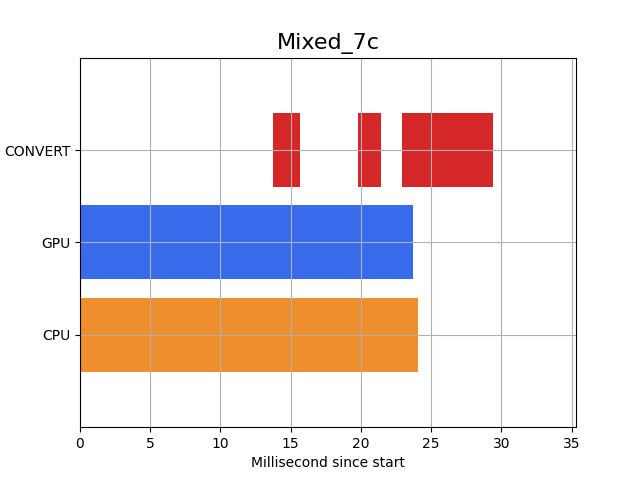 Mixed_7c
CONVERT
GPU
CPU
0 5 10 15 20 25 30 35
Millisecond since start